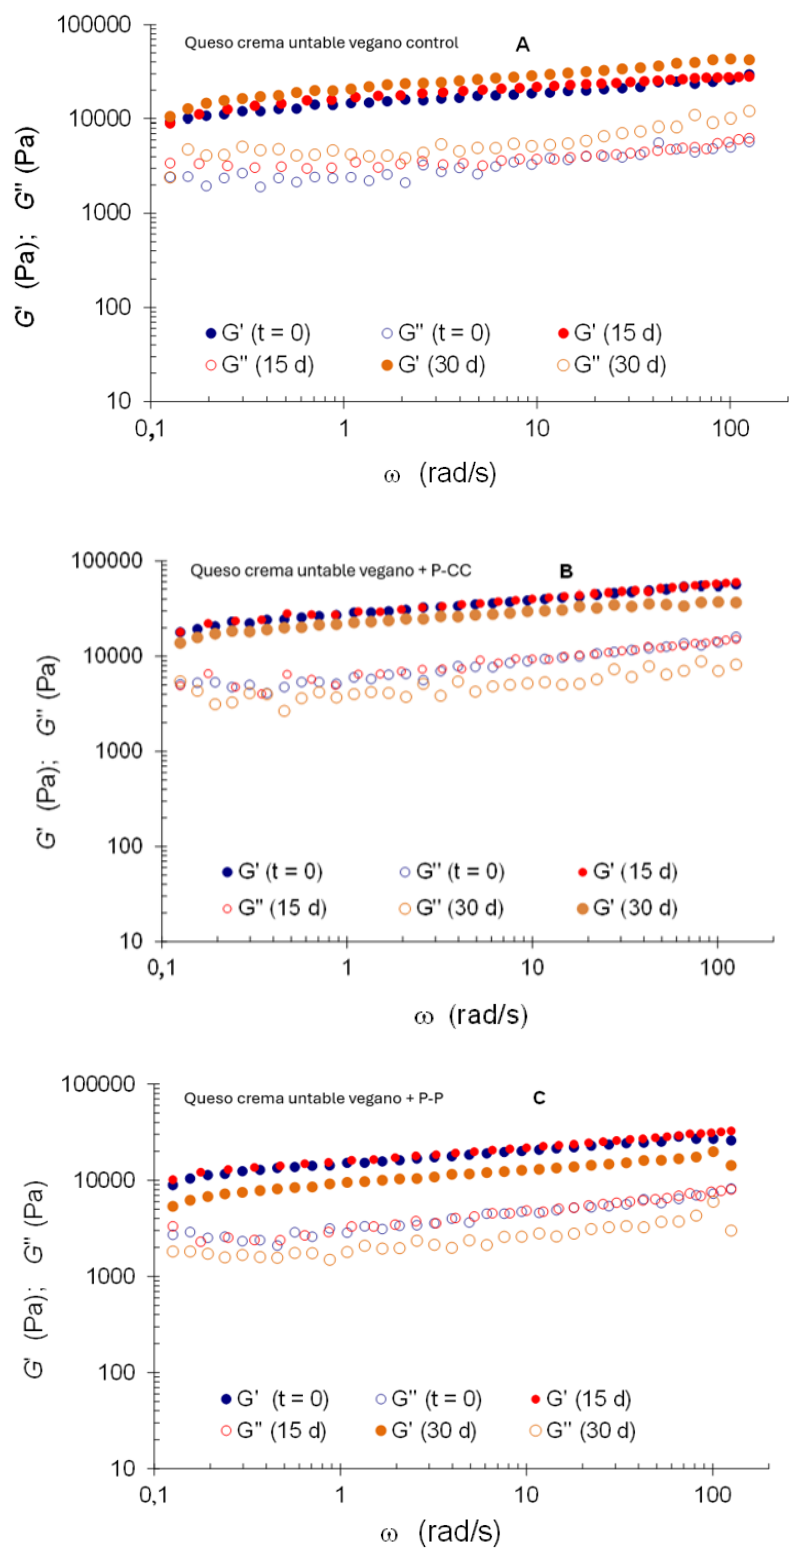 Queso crema untable vegano control A
100000
10000
1000
100
10
G' (Pa); G" (Pa)
G' (t = 0) G" (t = 0) G' (15 d)
G" (15 d) G' (30 d) G" (30 d)
0,1 1 10 100
ω (rad/s)
Queso crema untable vegano + P-CC B
100000
10000
1000
100
10
G' (Pa); G" (Pa)
G' (t = 0) G" (t = 0) G' (15 d)
G" (15 d) G" (30 d) G' (30 d)
0,1 1 10 100
ω (rad/s)
Queso crema untable vegano + P-P C
100000
10000
1000
100
10
G' (Pa); G" (Pa)
G' (t = 0) G" (t = 0) G' (15 d)
G" (15 d) G' (30 d) G" (30 d)
0,1 1 10 100
ω (rad/s)